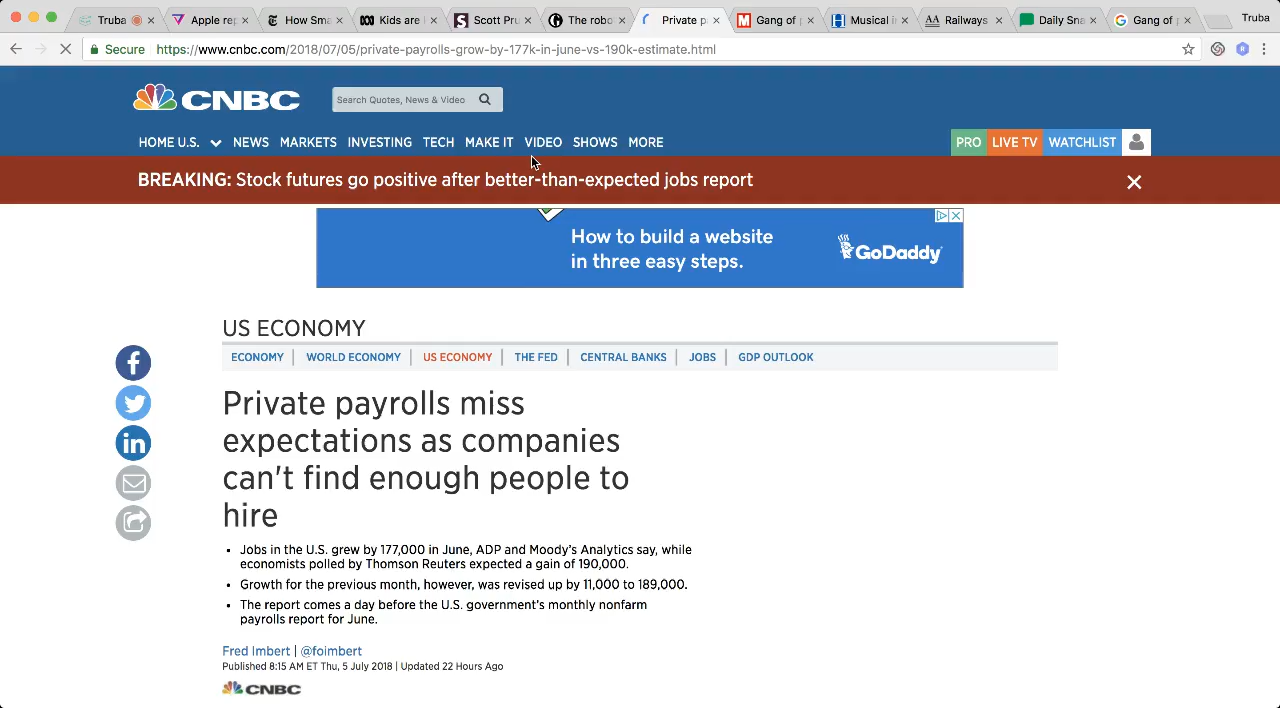 Truba
Apple rep
How Sma
Kids are
Scott Pru
The robo
Private p
Gang of
Musical i
Railways
Daily Sna
Gang of
Truba
Secure https://www.cnbc.com/2018/07/05/private-payrolls-grow-by-177k-in-june-vs-190k-estimate.html
CNBC
Search Quotes, News & Video
HOME U.S. NEWS MARKETS INVESTING TECH MAKE IT VIDEO SHOWS MORE
PRO LIVE TV WATCHLIST
BREAKING: Stock futures go positive after better-than-expected jobs report
How to build a website
in three easy steps.
GoDaddy
US ECONOMY
ECONOMY WORLD ECONOMY US ECONOMY THE FED CENTRAL BANKS JOBS GDP OUTLOOK
Private payrolls miss
expectations as companies
can't find enough people to
hire
• Jobs in the U.S. grew by 177,000 in June, ADP and Moody's Analytics say, while
economists polled by Thomson Reuters expected a gain of 190,000.
• Growth for the previous month, however, was revised up by 11,000 to 189,000.
• The report comes a day before the U.S. government's monthly nonfarm
payrolls report for June.
Fred Imbert | @foimbert
Published 8:15 AM ET Thu, 5 July 2018 | Updated 22 Hours Ago
CNBC